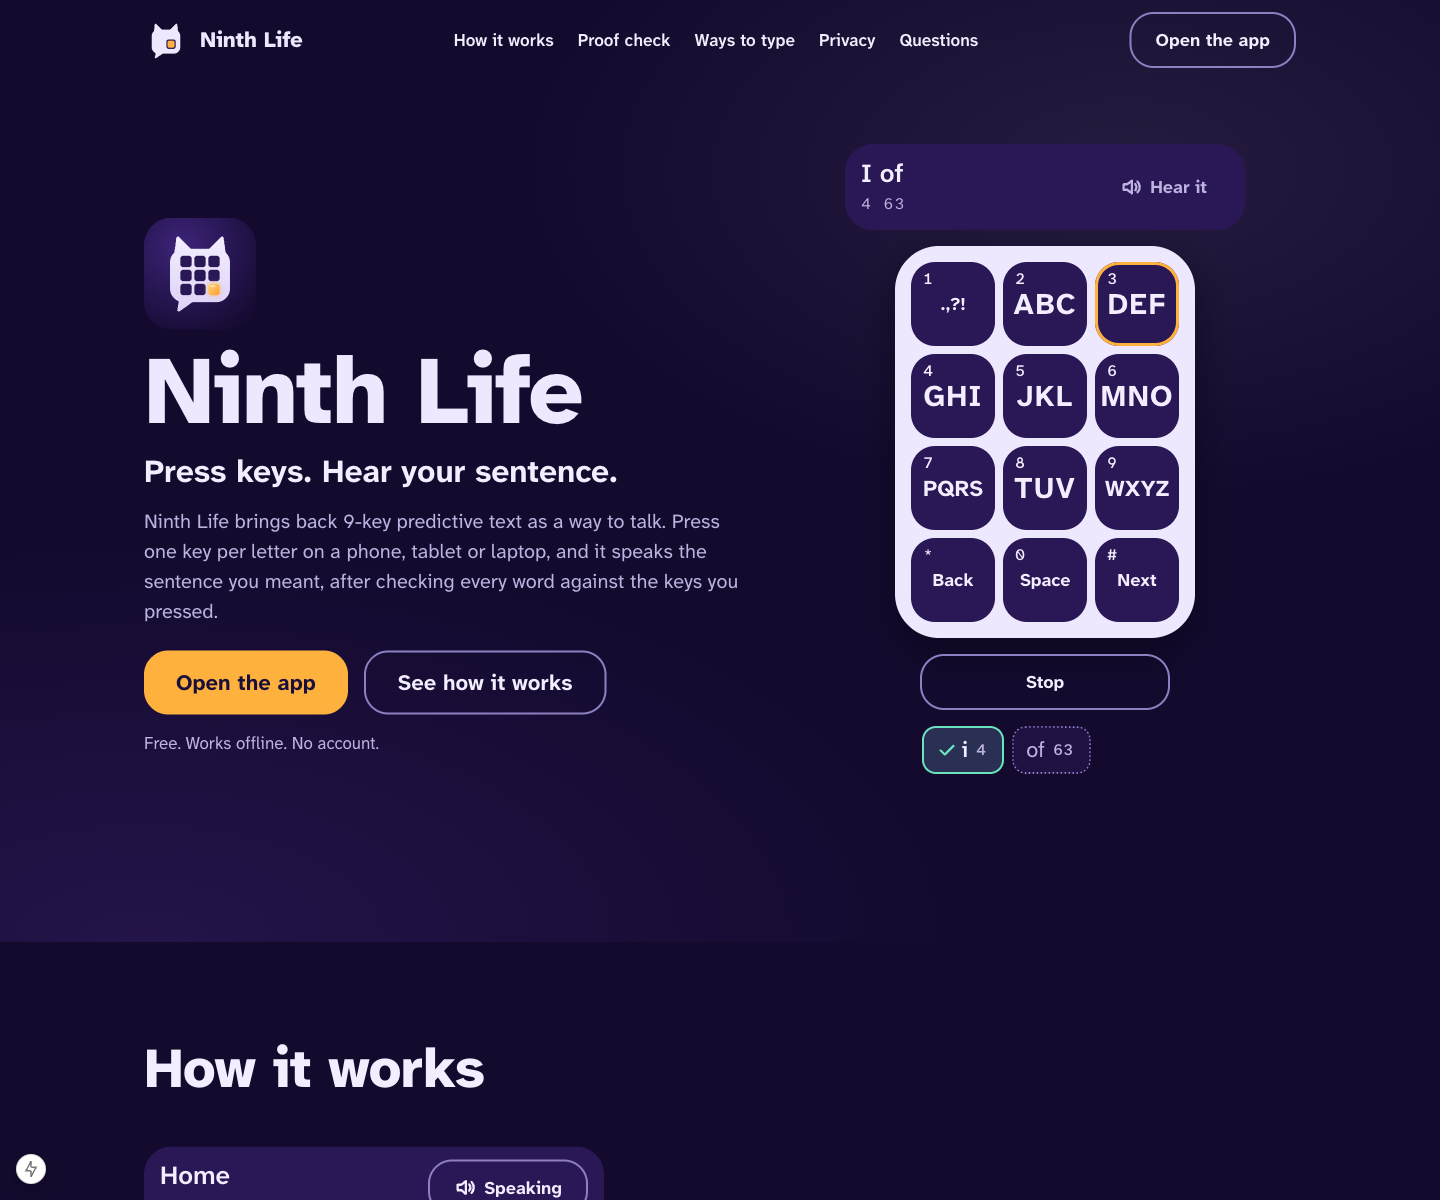 Ninth Life
How it works
Proof check
Ways to type
Privacy
Questions
Open the app
Ninth Life
Press keys. Hear your sentence.
Ninth Life brings back 9-key predictive text as a way to talk. Press
one key per letter on a phone, tablet or laptop, and it speaks the
sentence you meant, after checking every word against the keys you
pressed.
Open the app
See how it works
Free. Works offline. No account.
I of
4 63
Hear it
1
.,?!
2
ABC
3
DEF
4
GHI
5
JKL
6
MNO
7
PQRS
8
TUV
9
WXYZ
*
Back
0
Space
#
Next
Stop
i 4
of 63
How it works
Home
Speaking